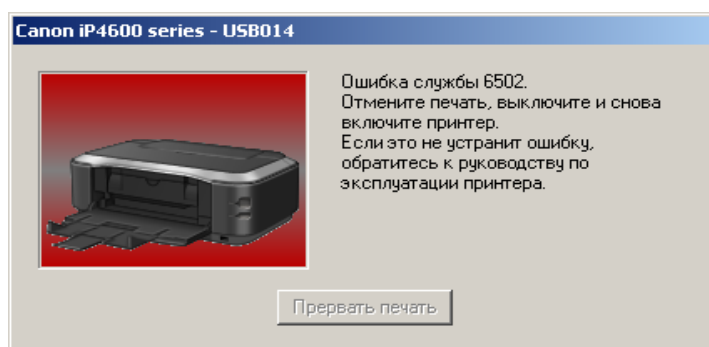 Canon iP4600 series - USB014
Ошибка службы 6502.
Отмените печать, выключите и снова
включите принтер.
Если это не устранит ошибку,
обратитесь к руководству по
эксплуатации принтера.
Прервать печать